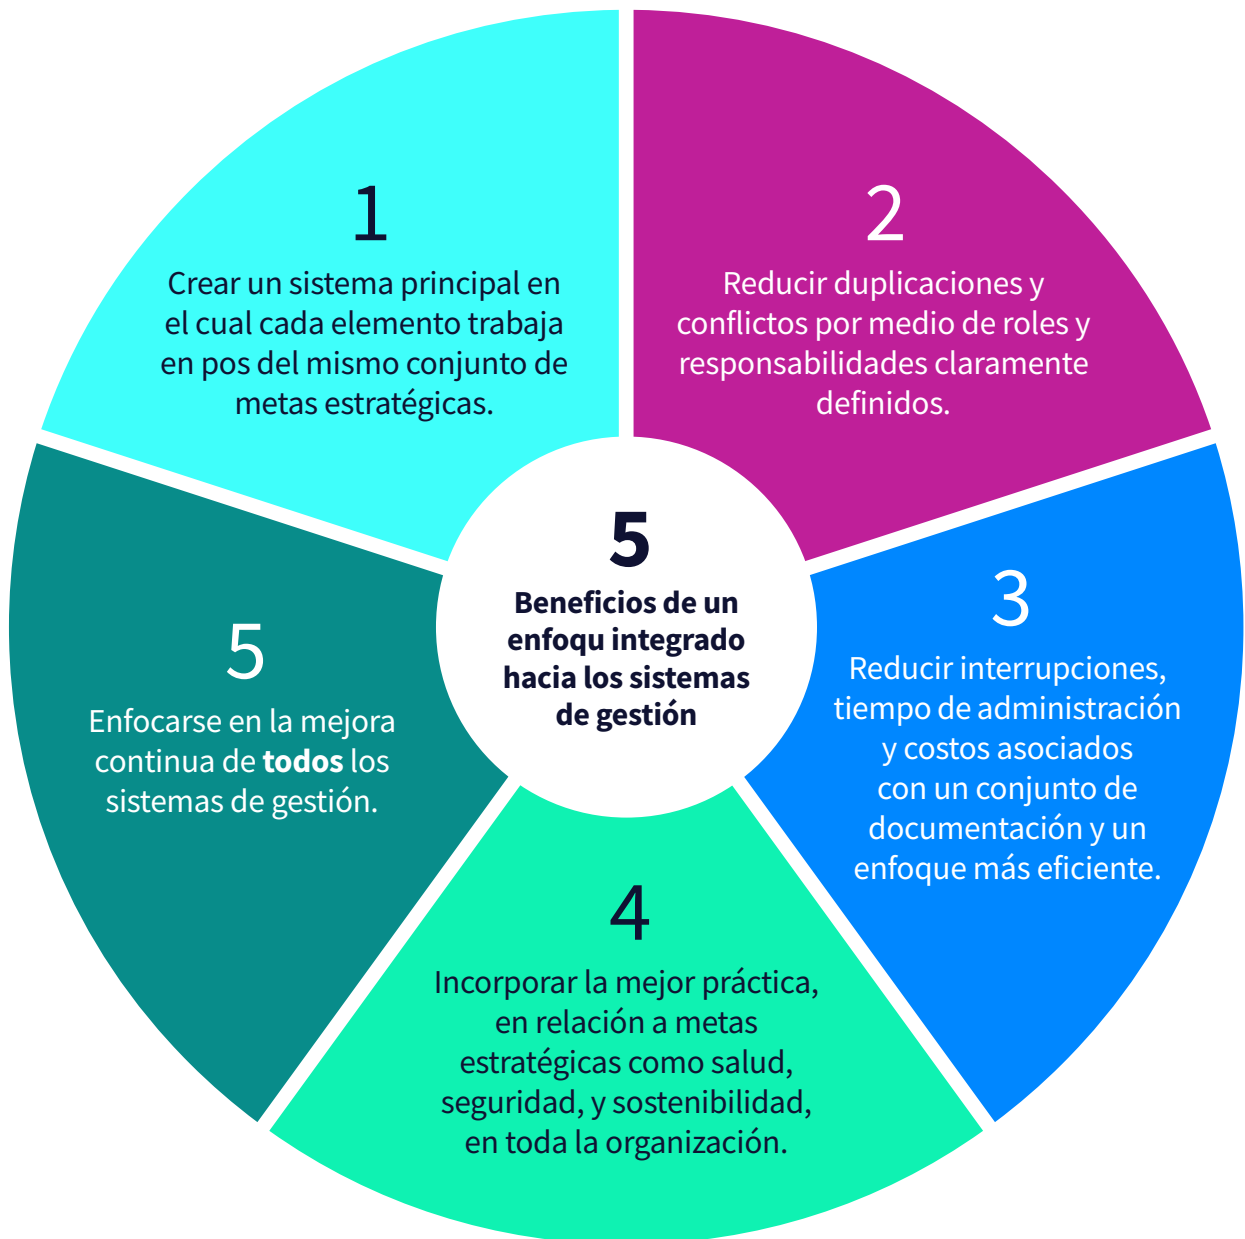 1
Crear un sistema principal en
el cual cada elemento trabaja
en pos del mismo conjunto de
metas estratégicas.
2
Reducir duplicaciones y
conflictos por medio de roles y
responsabilidades claramente
definidos.
3
Reducir interrupciones,
tiempo de administración
y costos asociados
con un conjunto de
documentación y un
enfoque más eficiente.
4
Incorporar la mejor práctica,
en relación a metas
estratégicas como salud,
seguridad, y sostenibilidad,
en toda la organización.
5
Enfocarse en la mejora
continua de todos los
sistemas de gestión.
5
Beneficios de un
enfoqu integrado
hacia los sistemas
de gestión